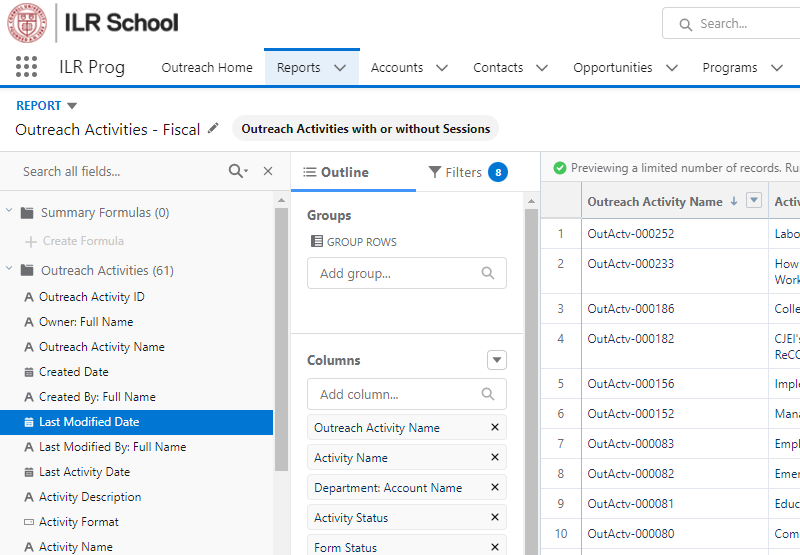 ILR School
Search...
ILR Prog
Outreach Home
Reports
Accounts
Contacts
Opportunities
Programs
REPORT
Outreach Activities - Fiscal
Outreach Activities with or without Sessions
Search all fields...
Summary Formulas (0)
Create Formula
Outreach Activities (61)
Outreach Activity ID
Owner: Full Name
Outreach Activity Name
Created Date
Created By: Full Name
Last Modified Date
Last Modified By: Full Name
Last Activity Date
Activity Description
Activity Format
Activity Name
Outline
Filters 8
Groups
GROUP ROWS
Add group...
Columns
Add column...
Outreach Activity Name
Activity Name
Department: Account Name
Activity Status
Form Status
Previewing a limited number of records. Ru
Outreach Activity Name Activ
1 OutActv-000252 Labo
2 OutActv-000233 How
Work
3 OutActv-000186 Colle
4 OutActv-000182 CJEI's
ReCC
5 OutActv-000156 Imple
6 OutActv-000152 Mana
7 OutActv-000083 Empl
8 OutActv-000082 Emer
9 OutActv-000081 Educ
10 OutActv-000080 Com